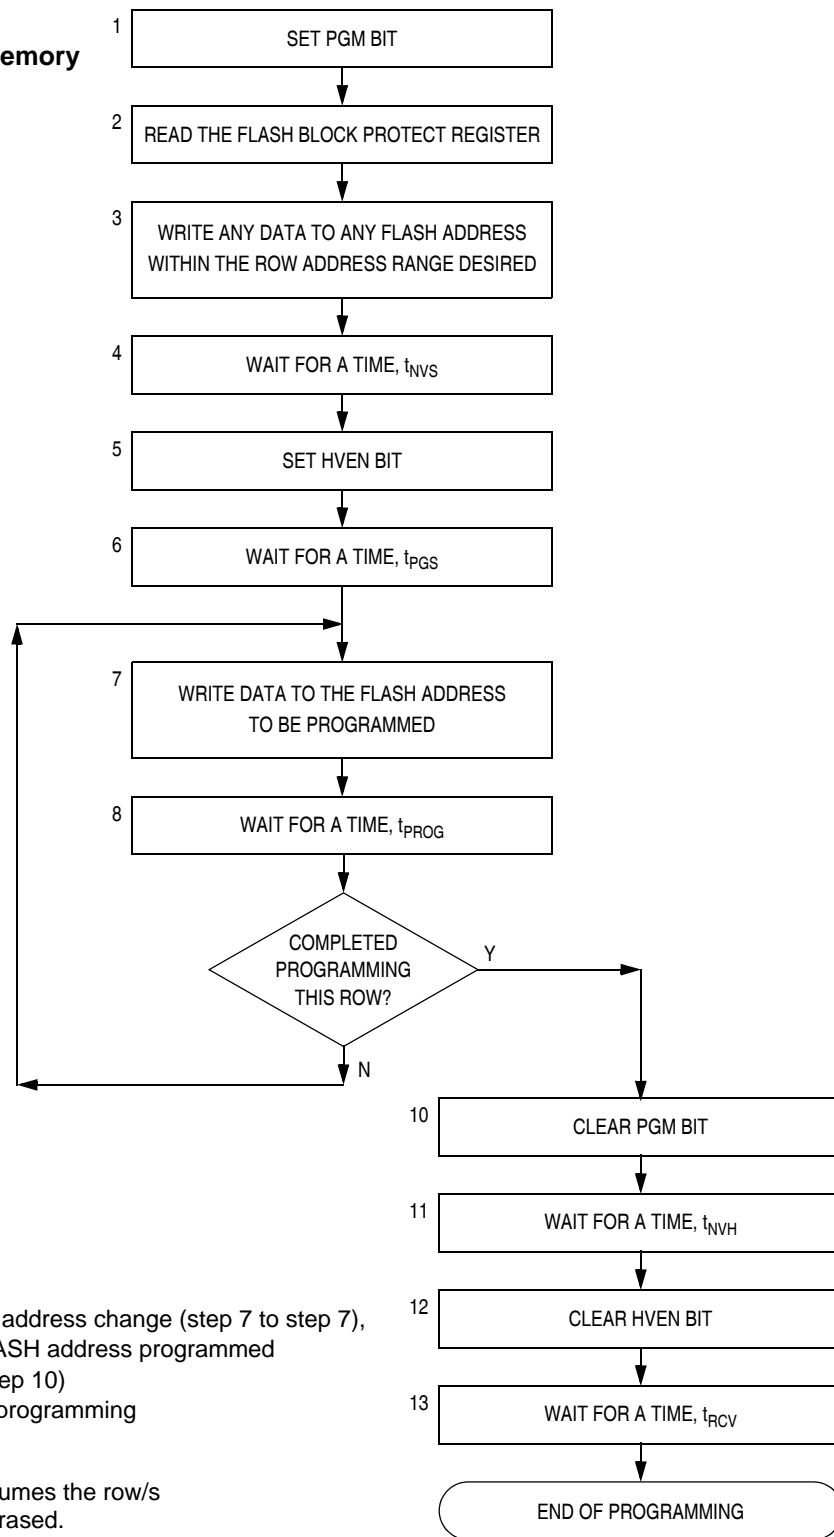 1
SET PGM BIT
emory
2
READ THE FLASH BLOCK PROTECT REGISTER
3
WRITE ANY DATA TO ANY FLASH ADDRESS
WITHIN THE ROW ADDRESS RANGE DESIRED
4
WAIT FOR A TIME, tNVS
5
SET HVEN BIT
6
WAIT FOR A TIME, tPGS
7
WRITE DATA TO THE FLASH ADDRESS
TO BE PROGRAMMED
8
WAIT FOR A TIME, tPROG
COMPLETED
PROGRAMMING
THIS ROW?
Y
N
10
CLEAR PGM BIT
11
WAIT FOR A TIME, tNVH
12
CLEAR HVEN BIT
13
WAIT FOR A TIME, tRCV
END OF PROGRAMMING
address change (step 7 to step 7),
ASH address programmed
ep 10)
programming
umes the row/s
rased.